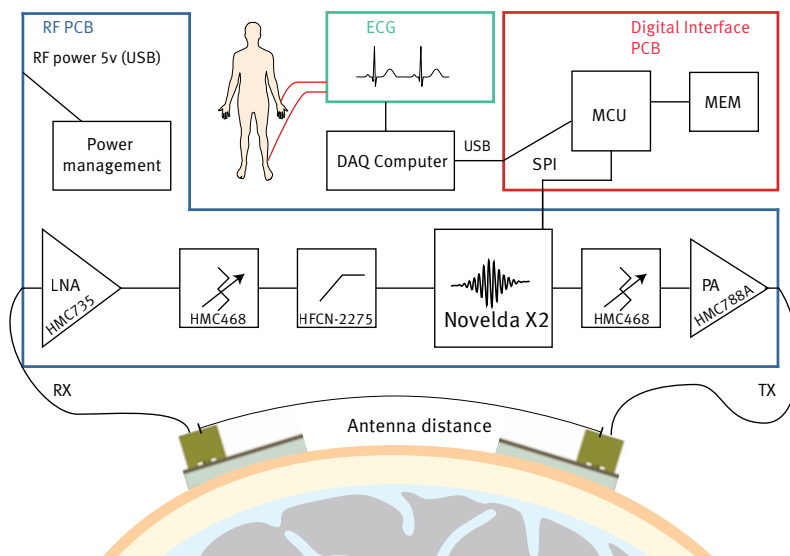 RF PCB
RF power 5v (USB)
Power
management
ECG
DAQ Computer
USB
Digital Interface
PCB
MCU
MEM
SPI
LNA
HMC735
HMC468
HFCN-2275
Novelda X2
HMC468
PA
HMC788A
RX
TX
Antenna distance